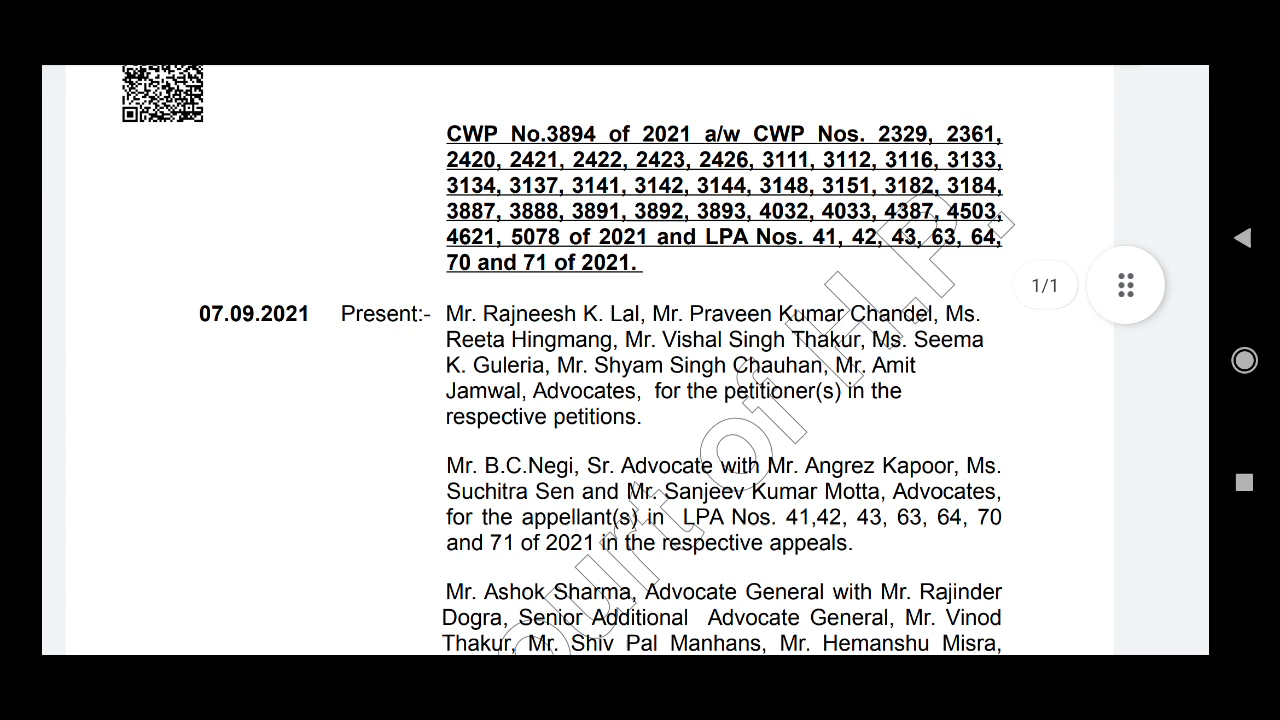 CWP No.3894 of 2021 a/w CWP Nos. 2329, 2361,
2420, 2421, 2422, 2423, 2426, 3111, 3112, 3116, 3133,
3134, 3137, 3141, 3142, 3144, 3148, 3151, 3182, 3184,
3887, 3888, 3891, 3892, 3893, 4032, 4033, 4387, 4503,
4621, 5078 of 2021 and LPA Nos. 41, 42, 43, 63, 64,
70 and 71 of 2021.
1/1
07.09.2021 Present:- Mr. Rajneesh K. Lal, Mr. Praveen Kumar Chandel, Ms.
Reeta Hingmang, Mr. Vishal Singh Thakur, Ms. Seema
K. Guleria, Mr. Shyam Singh Chauhan, Mr. Amit
Jamwal, Advocates, for the petitioner(s) in the
respective petitions.
Mr. B.C.Negi, Sr. Advocate with Mr. Angrez Kapoor, Ms.
Suchitra Sen and Mr. Sanjeev Kumar Motta, Advocates,
for the appellant(s) in LPA Nos. 41,42, 43, 63, 64, 70
and 71 of 2021 in the respective appeals.
Mr. Ashok Sharma, Advocate General with Mr. Rajinder
Dogra, Senior Additional Advocate General, Mr. Vinod
Thakur, Mr. Shiv Pal Manhans, Mr. Hemanshu Misra,
ourt of H.P.